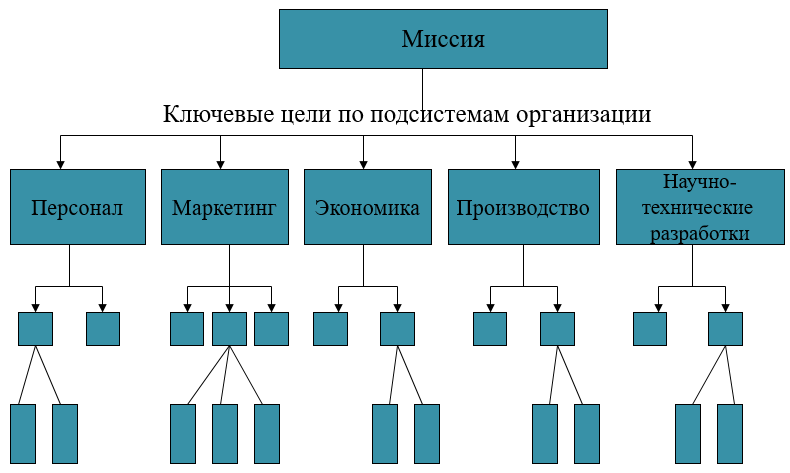 Миссия
Ключевые цели по подсистемам организации
Персонал
Маркетинг
Экономика
Производство
Научно-
технические
разработки